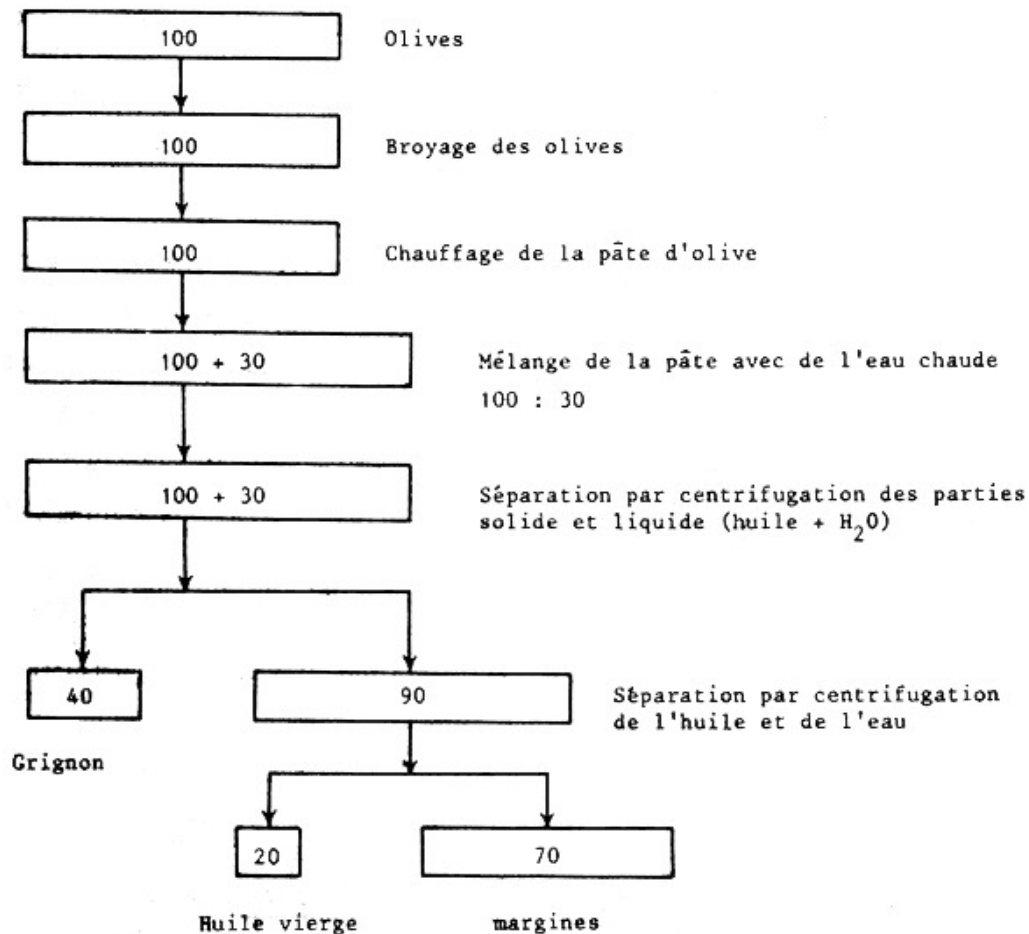 100 Olives
100 Broyage des olives
100 Chauffage de la pâte d'olive
100 + 30 Mélange de la pâte avec de l'eau chaude
100 : 30
100 + 30 Séparation par centrifugation des parties
solide et liquide (huile + H₂O)
40 90 Séparation par centrifugation
de l'huile et de l'eau
Grignon
20 70
Huile vierge margines